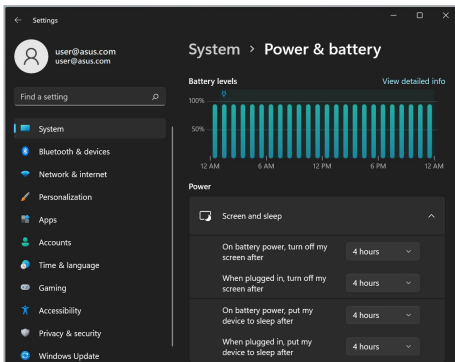 Settings
user@asus.com
user@asus.com
Find a setting
System
Bluetooth & devices
Network & internet
Personalization
Apps
Accounts
Time & language
Gaming
Accessibility
Privacy & security
Windows Update
System > Power & battery
Battery levels
View detailed info
100%
50%
12 AM 6 AM 12 PM 6 PM 12 AM
Power
Screen and sleep
On battery power, turn off my
screen after
4 hours
When plugged in, turn off my
screen after
4 hours
On battery power, put my
device to sleep after
4 hours
When plugged in, put my
device to sleep after
4 hours